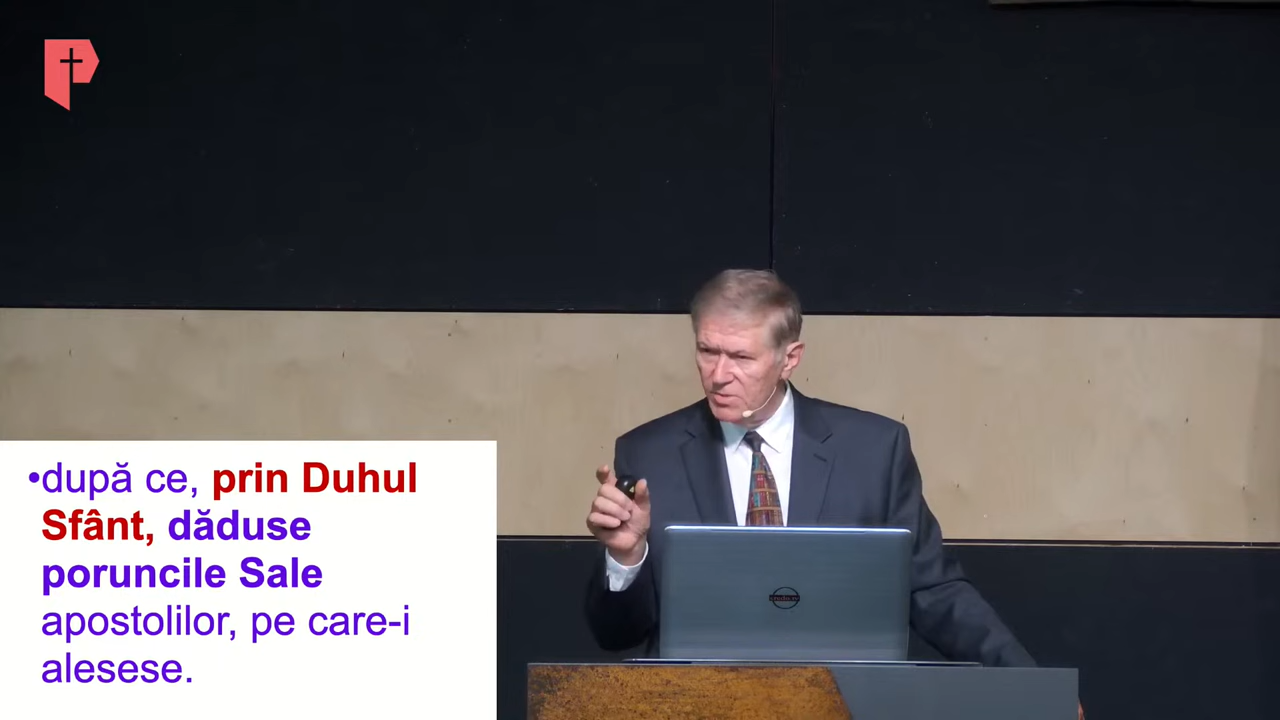 •după ce, prin Duhul
Sfânt, dăduse
poruncile Sale
apostolilor, pe care-i
alesese.